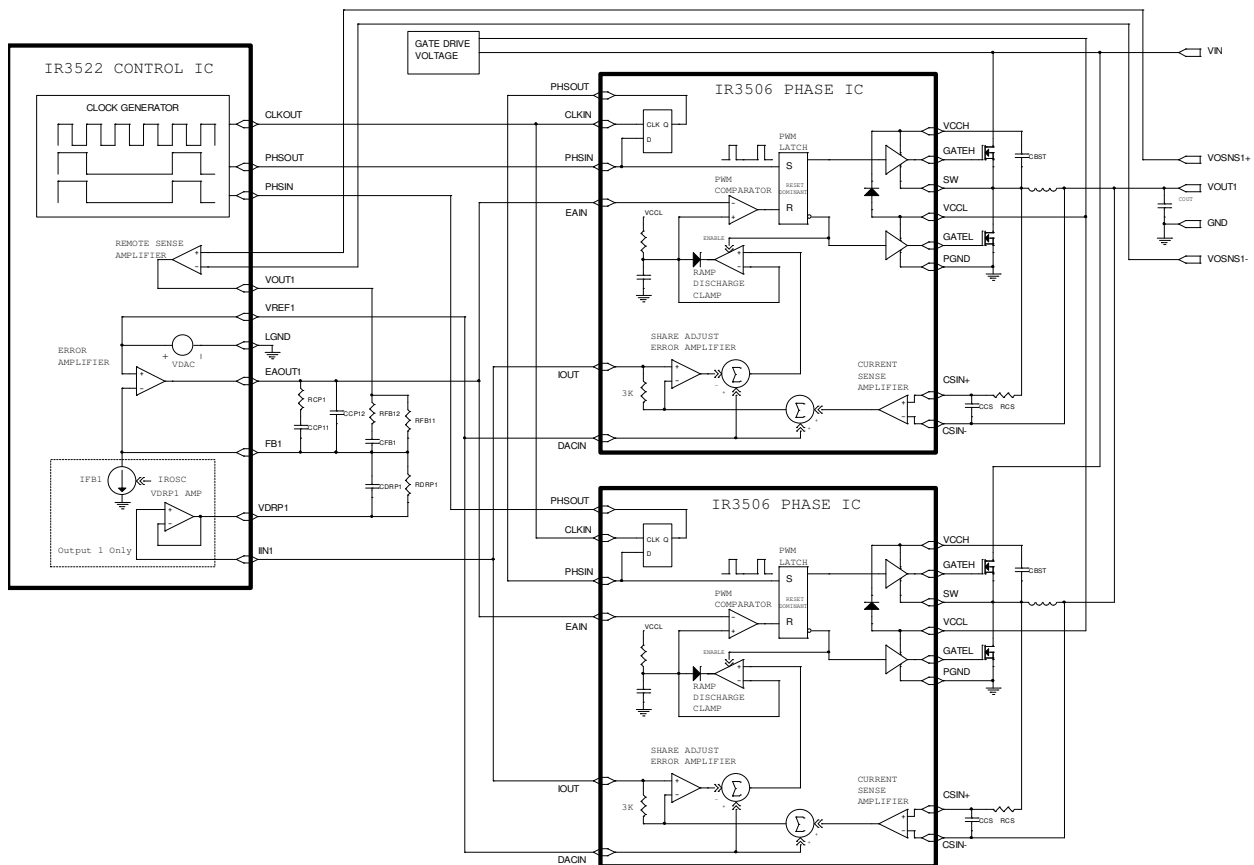 GATE DRIVE
VOLTAGE
VIN
IR3522 CONTROL IC
CLOCK GENERATOR
CLKOUT
PHSOUT
PHSIN
REMOTE SENSE
AMPLIFIER
VOUT1
VREF1
LGND
VDAC
+
ERROR
AMPLIFIER
+
-
EAOUT1
RCP1
CCP11
CCP12
RFB12
CFB1
RFB11
FB1
IFB1
IROSC
VDRP1 AMP
+
-
CDRP1
RDRP1
VDRP1
Output 1 Only
IIN1
IR3506 PHASE IC
PHSOUT
CLKIN
CLK Q
D
PHSIN
PWM
LATCH
S
RESET
DOMINANT
R
PWM
COMPARATOR
-
+
EAIN
VCCL
ENABLE
+
-
RAMP
DISCHARGE
CLAMP
SHARE ADJUST
ERROR AMPLIFIER
IOUT
+
-
Σ
3K
Σ
CURRENT
SENSE
AMPLIFIER
+
-
DACIN
VCCH
GATEH
CBST
SW
VCCL
GATEL
PGND
CSIN+
CCS
RCS
CSIN-
VOSNS1+
VOUT1
COUT
GND
VOSNS1-
IR3506 PHASE IC
PHSOUT
CLKIN
CLK Q
D
PHSIN
PWM
LATCH
S
RESET
DOMINANT
R
PWM
COMPARATOR
-
+
EAIN
VCCL
ENABLE
+
-
RAMP
DISCHARGE
CLAMP
SHARE ADJUST
ERROR AMPLIFIER
IOUT
+
-
Σ
3K
Σ
CURRENT
SENSE
AMPLIFIER
+
-
DACIN
VCCH
GATEH
CBST
SW
VCCL
GATEL
PGND
CSIN+
CCS
RCS
CSIN-